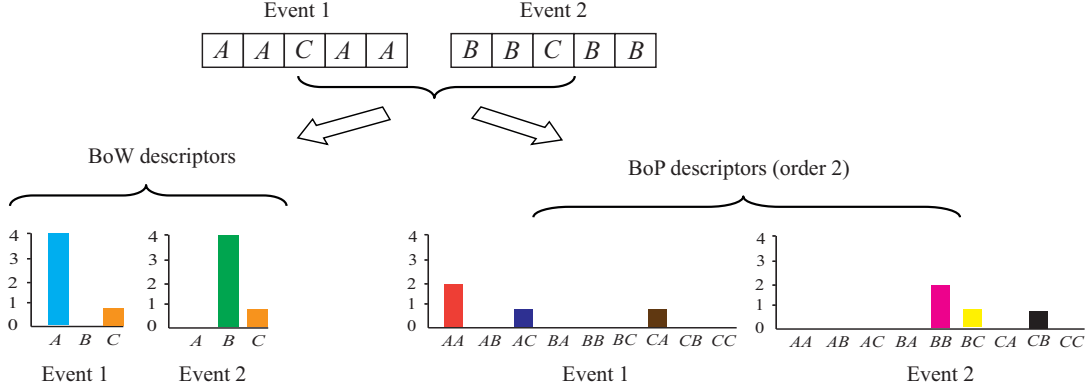 Event 1 Event 2
A A C A A B B C B B
BoW descriptors
BoP descriptors (order 2)
4 4 4 4
3 3 3 3
2 2 2 2
1 1 1 1
0 0 0 0
A B C A B C AA AB AC BA BB BC CA CB CC AA AB AC BA BB BC CA CB CC
Event 1 Event 2 Event 1 Event 2